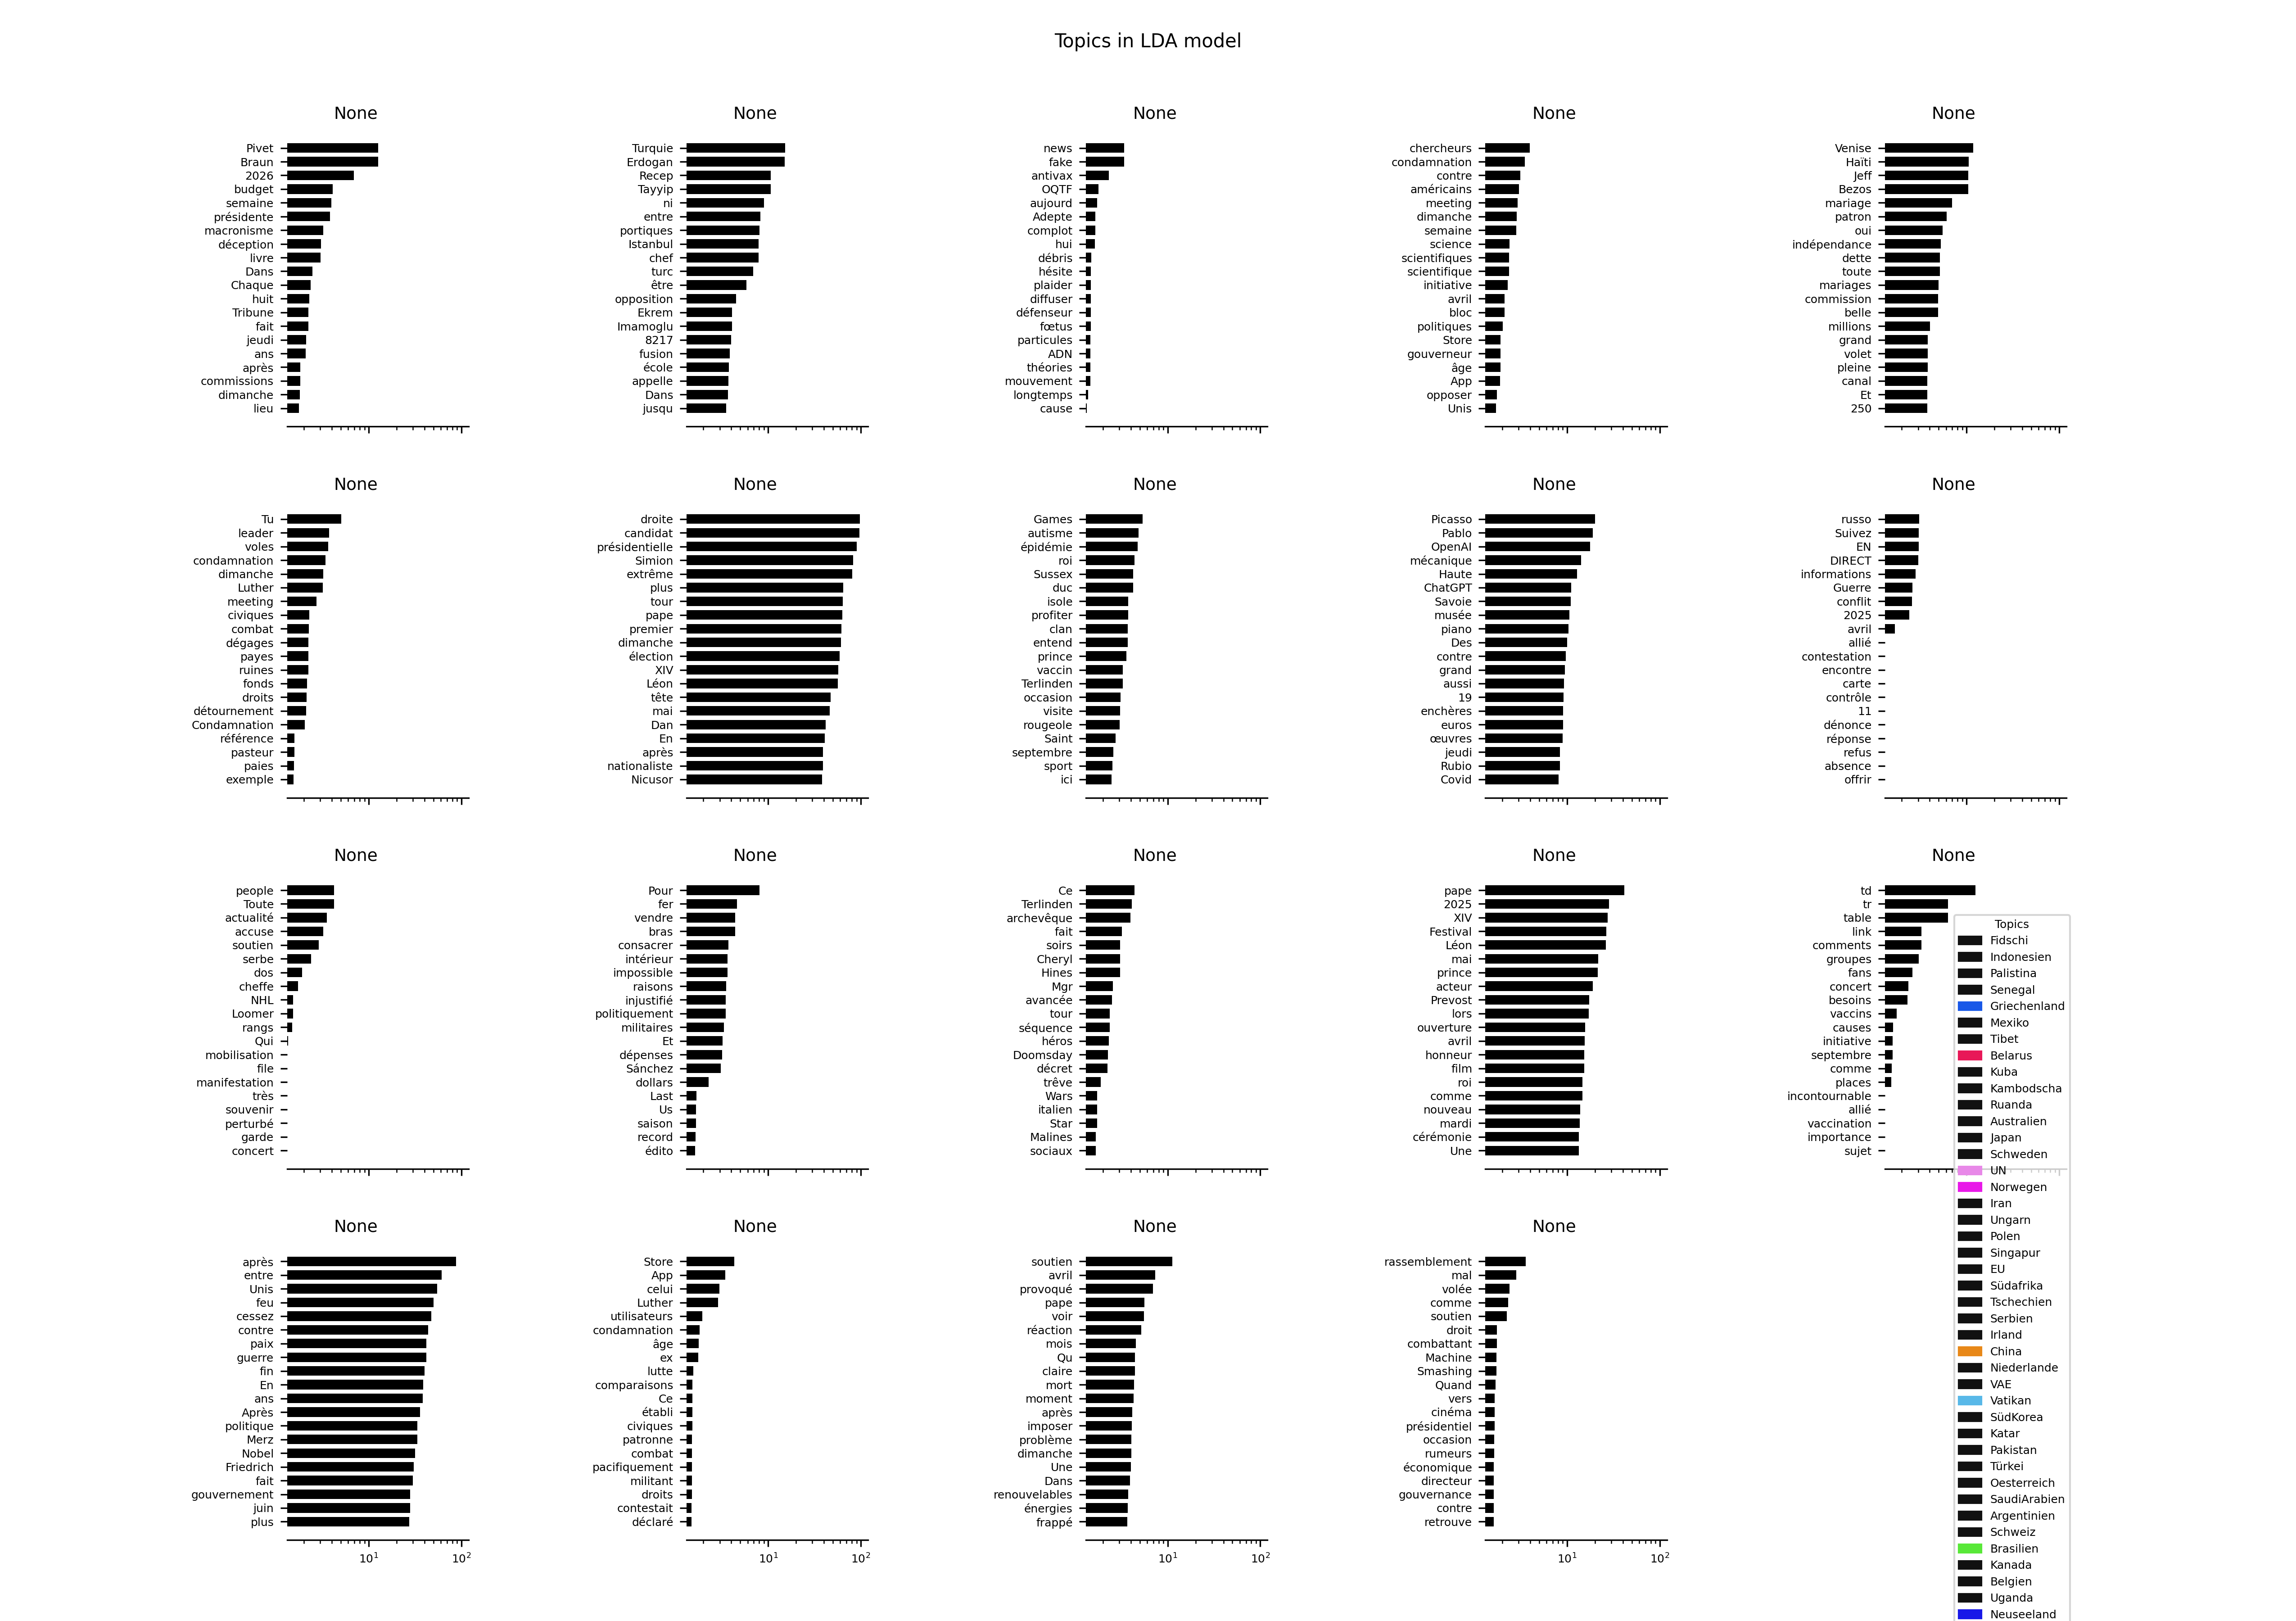 Topics in LDA model
None
Pivet
Braun
2026
budget
semaine
présidente
macronisme
déception
livre
Dans
Chaque
huit
Tribune
fait
jeudi
ans
après
commissions
dimanche
lieu
None
Turquie
Erdogan
Recep
Tayyip
ni
entre
portiques
Istanbul
chef
turc
être
opposition
Ekrem
Imamoglu
8217
fusion
école
appelle
Dans
jusqu
None
news
fake
antivax
OQTF
aujourd
Adepte
complot
hui
débris
hésite
plaider
diffuser
défenseur
fœtus
particules
ADN
théories
mouvement
longtemps
cause
None
chercheurs
condamnation
contre
américains
meeting
dimanche
semaine
science
scientifiques
scientifique
initiative
avril
bloc
politiques
Store
gouverneur
âge
App
opposer
Unis
None
Venise
Haïti
Jeff
Bezos
mariage
patron
oui
indépendance
dette
toute
mariages
commission
belle
millions
grand
volet
pleine
canal
Et
250
None
Tu
leader
voles
condamnation
dimanche
Luther
meeting
civiques
combat
dégages
payes
ruines
fonds
droits
détournement
Condamnation
référence
pasteur
paies
exemple
None
droite
candidat
présidentielle
Simion
extrême
plus
tour
pape
premier
dimanche
élection
XIV
Léon
tête
mai
Dan
En
après
nationaliste
Nicusor
None
Games
autisme
épidémie
roi
Sussex
duc
isole
profiter
clan
entend
prince
vaccin
Terlinden
occasion
visite
rougeole
Saint
septembre
sport
ici
None
Picasso
Pablo
OpenAI
mécanique
Haute
ChatGPT
Savoie
musée
piano
Des
contre
grand
aussi
19
enchères
euros
œuvres
jeudi
Rubio
Covid
None
russo
Suivez
EN
DIRECT
informations
Guerre
conflit
2025
avril
allié
contestation
encontre
carte
contrôle
11
dénonce
réponse
refus
absence
offrir
None
people
Toute
actualité
accuse
soutien
serbe
dos
cheffe
NHL
Loomer
rangs
Qui
mobilisation
file
manifestation
très
souvenir
perturbé
garde
concert
None
Pour
fer
vendre
bras
consacrer
intérieur
impossible
raisons
injustifié
politiquement
militaires
Et
dépenses
Sánchez
dollars
Last
Us
saison
record
édito
None
Ce
Terlinden
archevêque
fait
soirs
Cheryl
Hines
Mgr
avancée
tour
séquence
héros
Doomsday
décret
trêve
Wars
italien
Star
Malines
sociaux
None
pape
2025
XIV
Festival
Léon
mai
prince
acteur
Prevost
lors
ouverture
avril
honneur
film
roi
comme
nouveau
mardi
cérémonie
Une
None
td
tr
table
link
comments
groupes
fans
concert
besoins
vaccins
causes
initiative
septembre
comme
places
incontournable
allié
vaccination
importance
sujet
None
après
entre
Unis
feu
cessez
contre
paix
guerre
fin
En
ans
Après
politique
Merz
Nobel
Friedrich
fait
gouvernement
juin
plus
10^1 10^2
None
Store
App
celui
Luther
utilisateurs
condamnation
âge
ex
lutte
comparaisons
Ce
établi
civiques
patronne
combat
pacifiquement
militant
droits
contestait
déclaré
10^1 10^2
None
soutien
avril
provoqué
pape
voir
réaction
mois
Qu
claire
mort
moment
après
imposer
problème
dimanche
Une
Dans
renouvelables
énergies
frappé
10^1 10^2
None
rassemblement
mal
volée
comme
soutien
droit
combattant
Machine
Smashing
Quand
vers
cinéma
présidentiel
occasion
rumeurs
économique
directeur
gouvernance
contre
retrouve
10^1 10^2
Topics
Fidschi
Indonesien
Palistina
Senegal
Griechenland
Mexiko
Tibet
Belarus
Kuba
Kambodscha
Ruanda
Australien
Japan
Schweden
UN
Norwegen
Iran
Ungarn
Polen
Singapur
EU
Südafrika
Tschechien
Serbien
Irland
China
Niederlande
VAE
Vatikan
SüdKorea
Katar
Pakistan
Türkei
Oesterreich
SaudiArabien
Argentinien
Schweiz
Brasilien
Kanada
Belgien
Uganda
Neuseeland